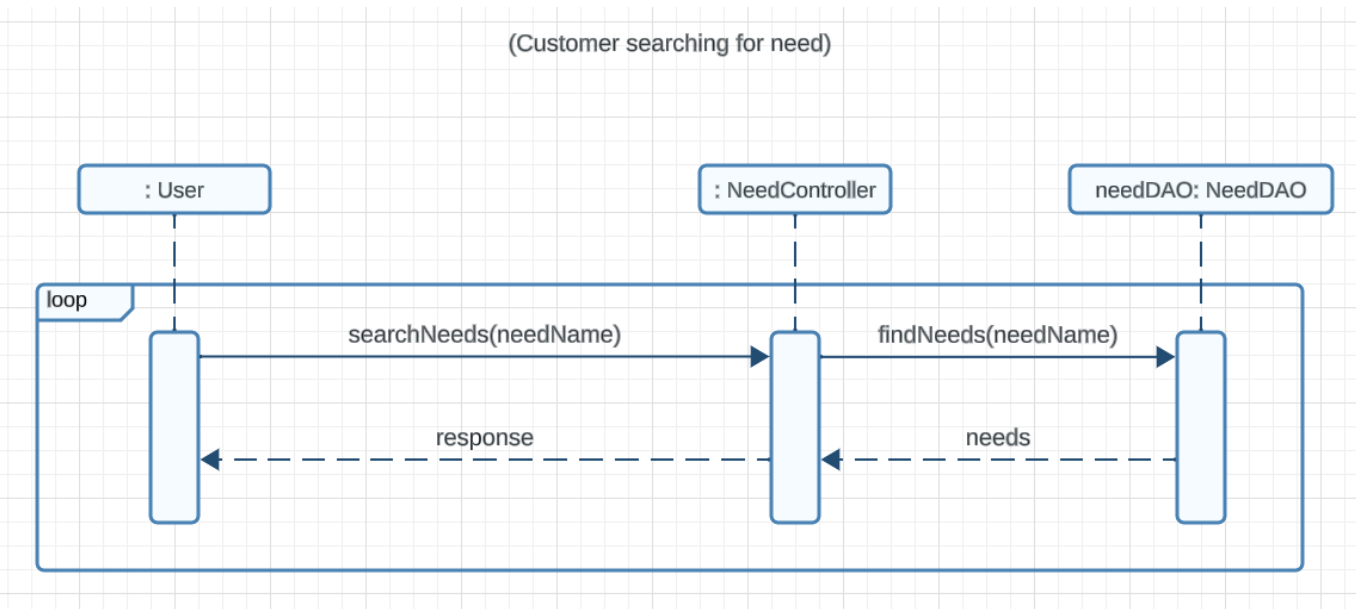 (Customer searching for need)
: User
: NeedController
needDAO: NeedDAO
loop
searchNeeds(needName)
findNeeds(needName)
response
needs